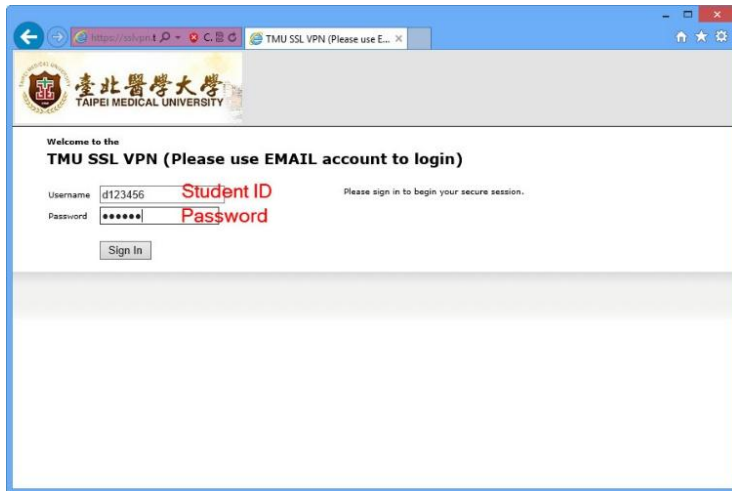 https://sslvpn.t
TMU SSL VPN (Please use E...
臺北醫學大學
TAIPEI MEDICAL UNIVERSITY
Welcome to the
TMU SSL VPN (Please use EMAIL account to login)
Username d123456 Student ID Please sign in to begin your secure session.
Password ●●●●●● Password
Sign In